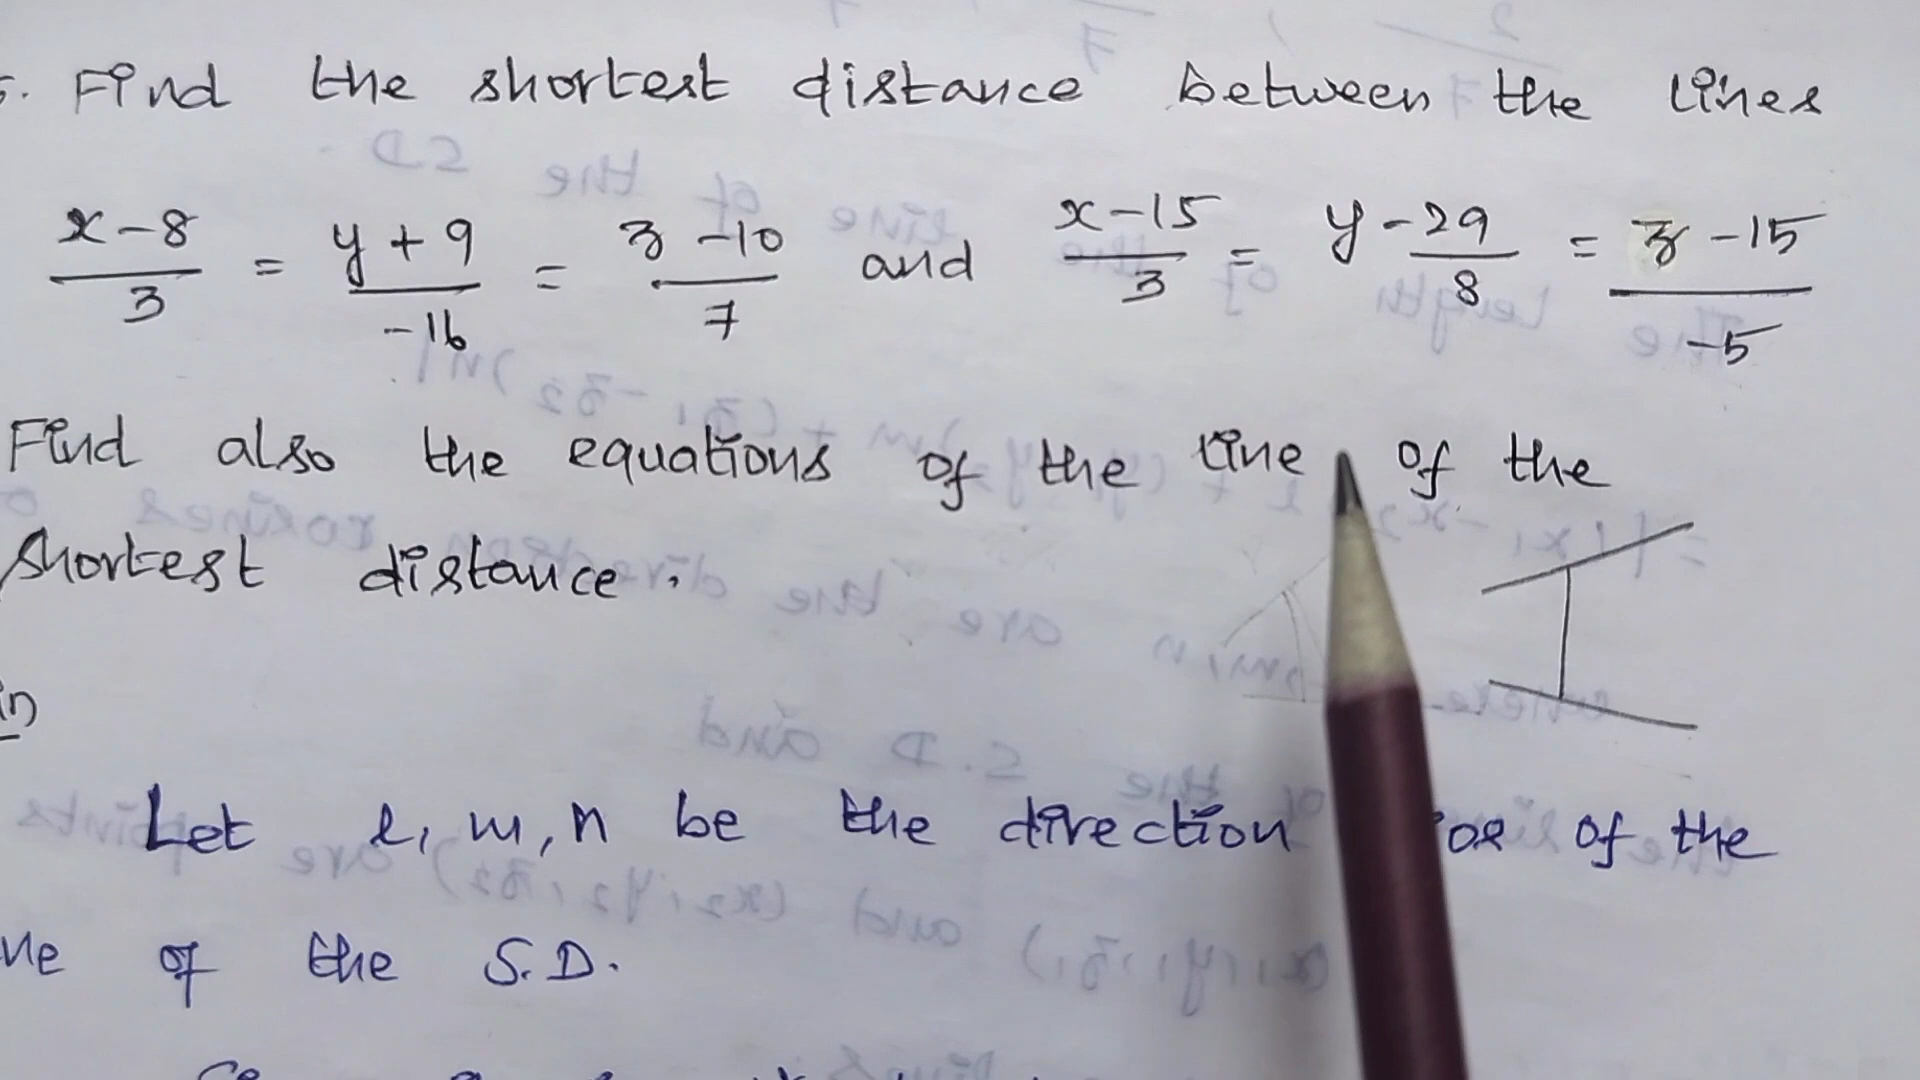 5. Find the shortest distance between the lines
x-8/3 = y+9/-16 = z-10/7 and x-15/3 = y-29/8 = z-15/-5
Find also the equations of the line of the
shortest distance.
Let l, m, n be the direction of the
of the S.D.